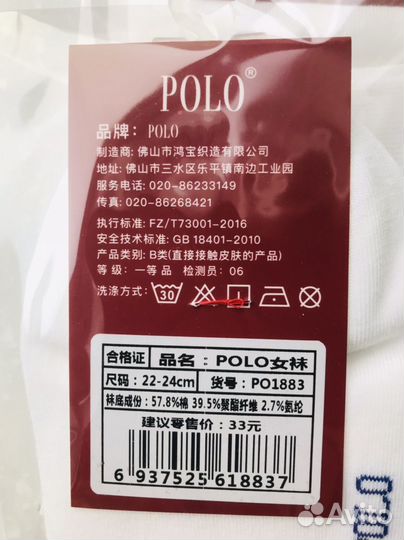 POLO®
品牌: POLO
制造商: 佛山市鸿宝织造有限公司
地址: 佛山市三水区乐平镇南边工业园
服务电话: 020-86233149
传真: 020-86268421
执行标准: FZ/T73001-2016
安全技术标准: GB 18401-2010
产品类别: B类(直接接触皮肤的产品)
等 级: 一等品 检测员: 06
洗涤方式: 30
合格证 品名: POLO女袜
尺码: 22-24cm 货号: PO1883
袜底成份: 57.8%棉 39.5%聚酯纤维 2.7%氨纶
建议零售价: 33元
6 937525 618837
Avito